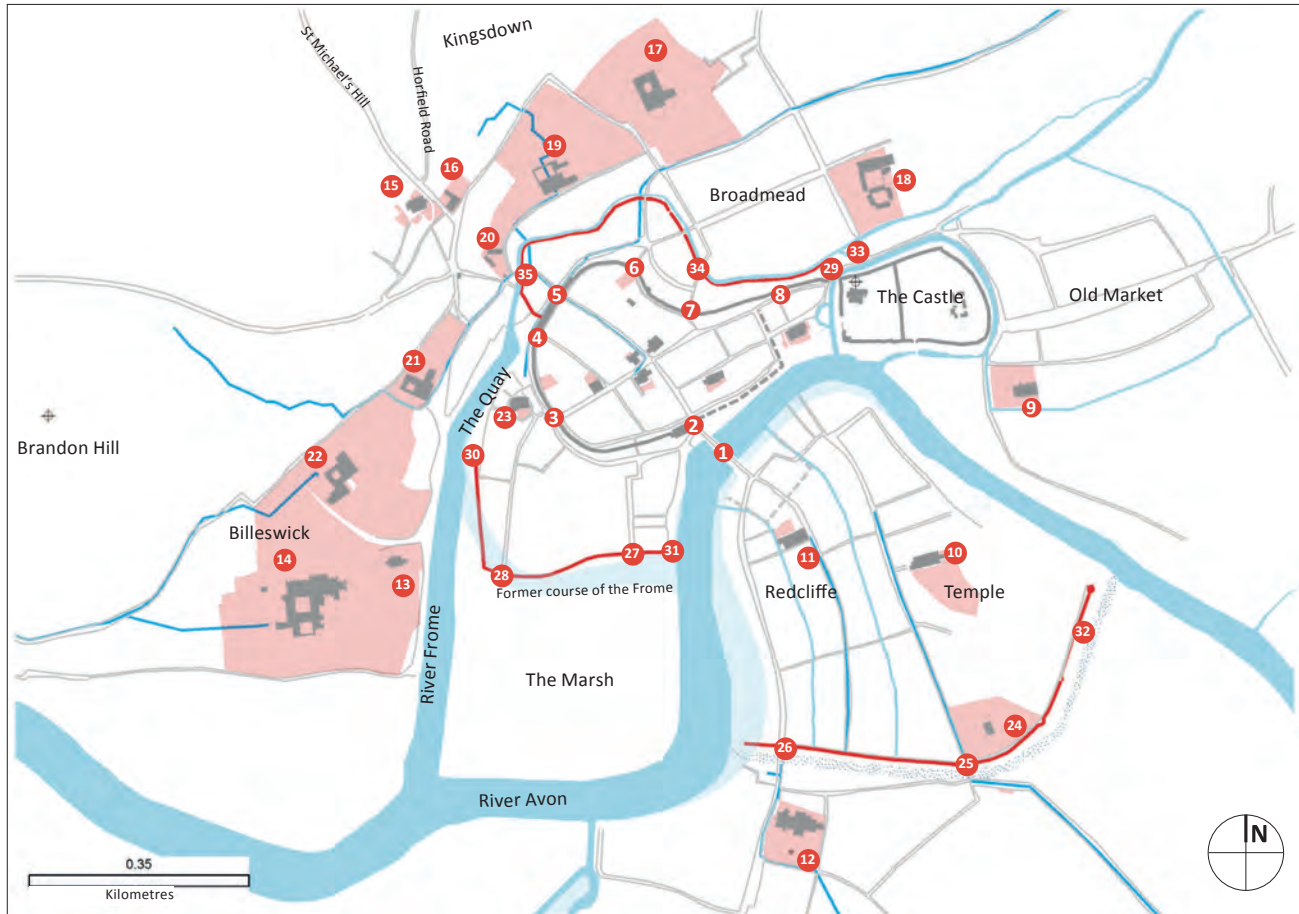 Kingsdown
St Michael's Hill
Horfield Road
17
19
16
15
Broadmead
18
20
33
6
34
29
35
5
8
The Castle
Old Market
7
4
21
The Quay
9
23
3
2
Brandon Hill
30
1
22
Billeswick
14
13
27
31
10
11
28
Former course of the Frome
Redcliffe
Temple
32
River Frome
The Marsh
24
26
25
River Avon
12
0.35
Kilometres
N